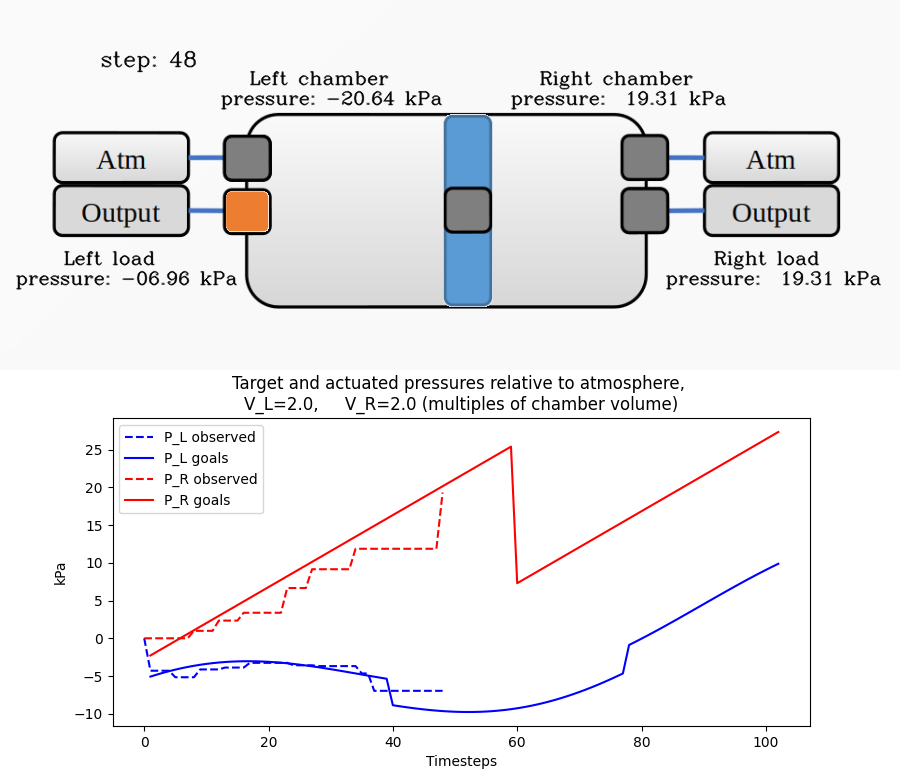 step: 48
Left chamber
pressure: −20.64 kPa
Right chamber
pressure: 19.31 kPa
Atm
Output
Atm
Output
Left load
pressure: −06.96 kPa
Right load
pressure: 19.31 kPa
Target and actuated pressures relative to atmosphere,
V_L=2.0, V_R=2.0 (multiples of chamber volume)
P_L observed
P_L goals
P_R observed
P_R goals
25
20
15
10
5
0
−5
−10
kPa
0 20 40 60 80 100
Timesteps